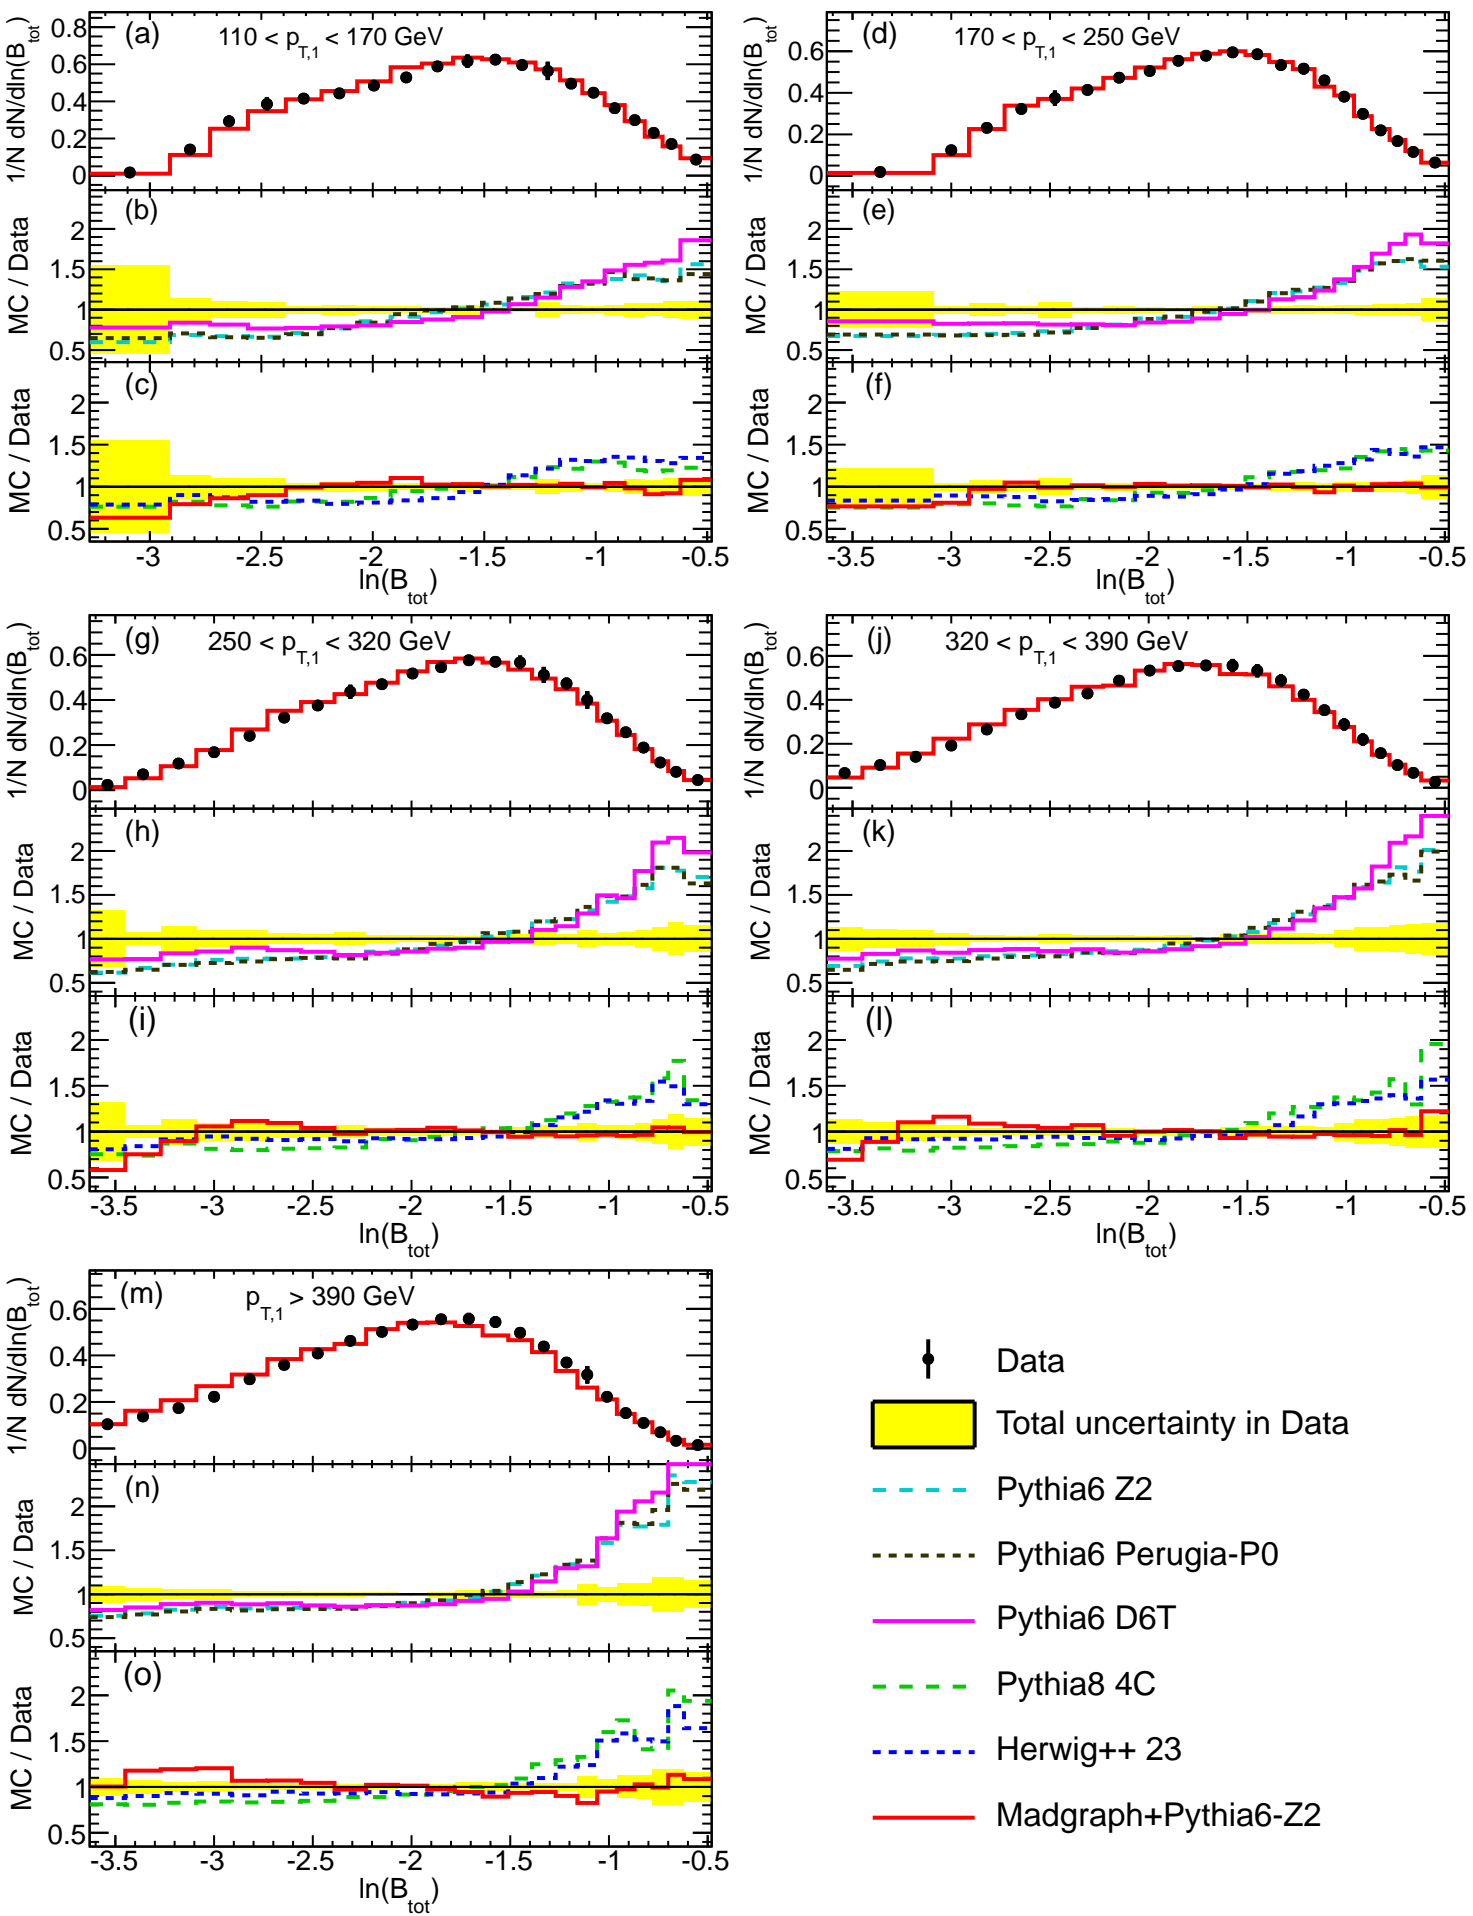 (a) 110 < p_T,1 < 170 GeV
1/N dN/dln(B_tot)
0.8
0.6
0.4
0.2
0
(b)
MC / Data
2
1.5
1
0.5
(c)
MC / Data
2
1.5
1
0.5
-3 -2.5 -2 -1.5 -1 -0.5
ln(B_tot)
(d) 170 < p_T,1 < 250 GeV
1/N dN/dln(B_tot)
0.6
0.4
0.2
0
(e)
MC / Data
2
1.5
1
0.5
(f)
MC / Data
2
1.5
1
0.5
-3.5 -3 -2.5 -2 -1.5 -1 -0.5
ln(B_tot)
(g) 250 < p_T,1 < 320 GeV
1/N dN/dln(B_tot)
0.6
0.4
0.2
0
(h)
MC / Data
2
1.5
1
0.5
(i)
MC / Data
2
1.5
1
0.5
-3.5 -3 -2.5 -2 -1.5 -1 -0.5
ln(B_tot)
(j) 320 < p_T,1 < 390 GeV
1/N dN/dln(B_tot)
0.6
0.4
0.2
0
(k)
MC / Data
2
1.5
1
0.5
(l)
MC / Data
2
1.5
1
0.5
-3.5 -3 -2.5 -2 -1.5 -1 -0.5
ln(B_tot)
(m) p_T,1 > 390 GeV
1/N dN/dln(B_tot)
0.6
0.4
0.2
0
(n)
MC / Data
2
1.5
1
0.5
(o)
MC / Data
2
1.5
1
0.5
-3.5 -3 -2.5 -2 -1.5 -1 -0.5
ln(B_tot)
Data
Total uncertainty in Data
Pythia6 Z2
Pythia6 Perugia-P0
Pythia6 D6T
Pythia8 4C
Herwig++ 23
Madgraph+Pythia6-Z2